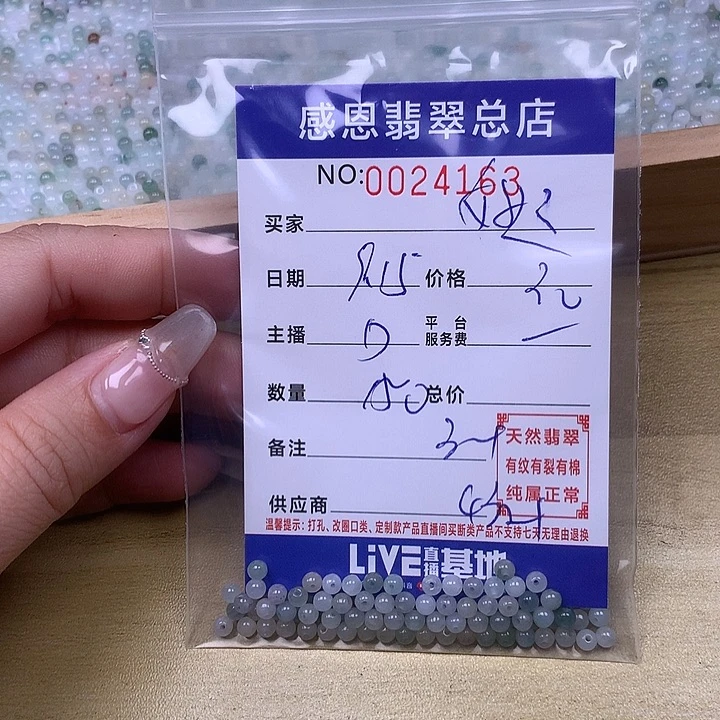 感恩翡翠总店
NO:0024163
买家
日期 9.15 价格
主播 平台服务费
数量 150 总价
备注
天然翡翠
有纹有裂有棉
纯属正常
供应商
温馨提示:打孔、改圈口类、定制款产品直播间买断类产品不支持七天无理由退换
LiVE直播基地